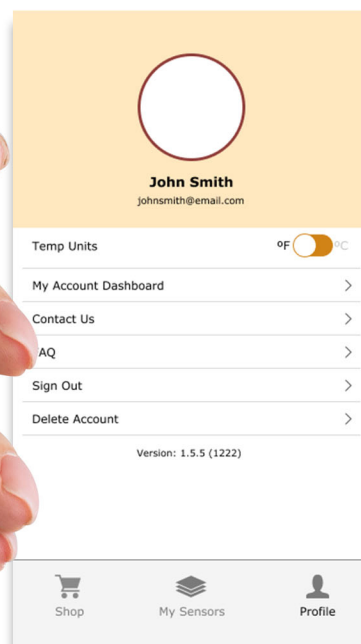 John Smith
johnsmith@email.com
Temp Units ºF ºC
My Account Dashboard
Contact Us
FAQ
Sign Out
Delete Account
Version: 1.5.5 (1222)
Shop My Sensors Profile